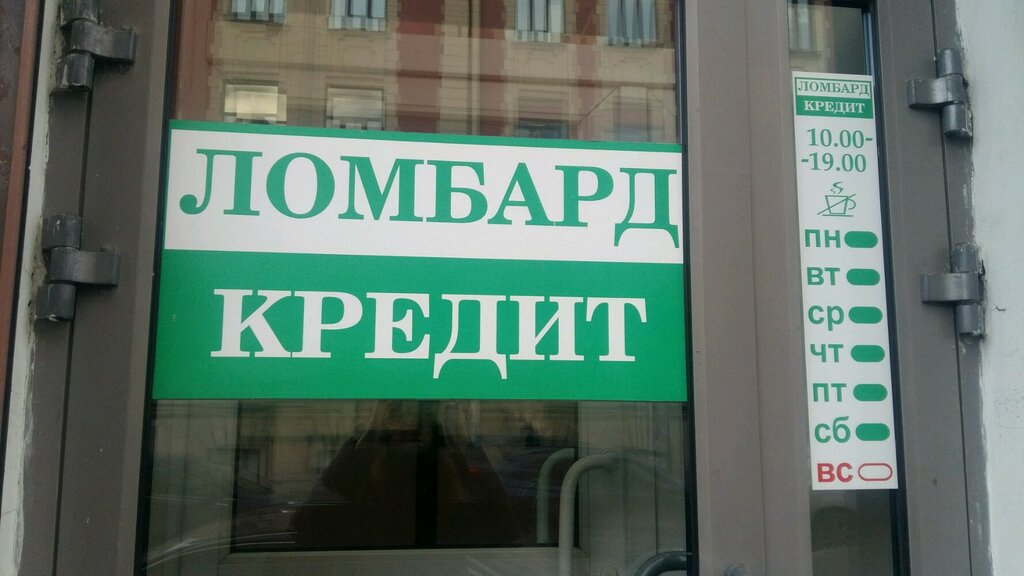 ЛОМБАРД
КРЕДИТ
ЛОМБАРД
КРЕДИТ
10.00-
-19.00
пн
вт
ср
чт
пт
сб
вс